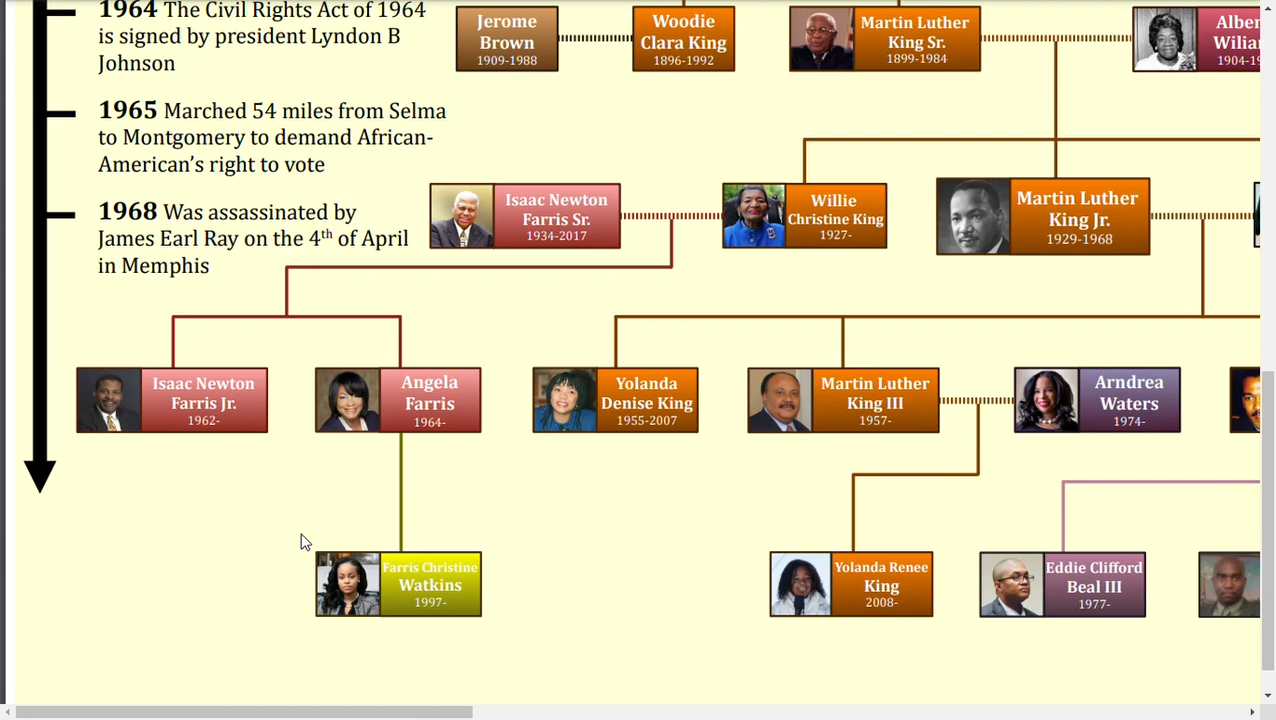 1964 The Civil Rights Act of 1964
is signed by president Lyndon B
Johnson
1965 Marched 54 miles from Selma
to Montgomery to demand African-
American's right to vote
1968 Was assassinated by
James Earl Ray on the 4th of April
in Memphis
Jerome
Brown
1909-1988
Woodie
Clara King
1896-1992
Martin Luther
King Sr.
1899-1984
Isaac Newton
Farris Sr.
1934-2017
Willie
Christine King
1927-
Martin Luther
King Jr.
1929-1968
Isaac Newton
Farris Jr.
1962-
Angela
Farris
1964-
Yolanda
Denise King
1955-2007
Martin Luther
King III
1957-
Arndrea
Waters
1974-
Farris Christine
Watkins
1997-
Yolanda Renee
King
2008-
Eddie Clifford
Beal III
1977-